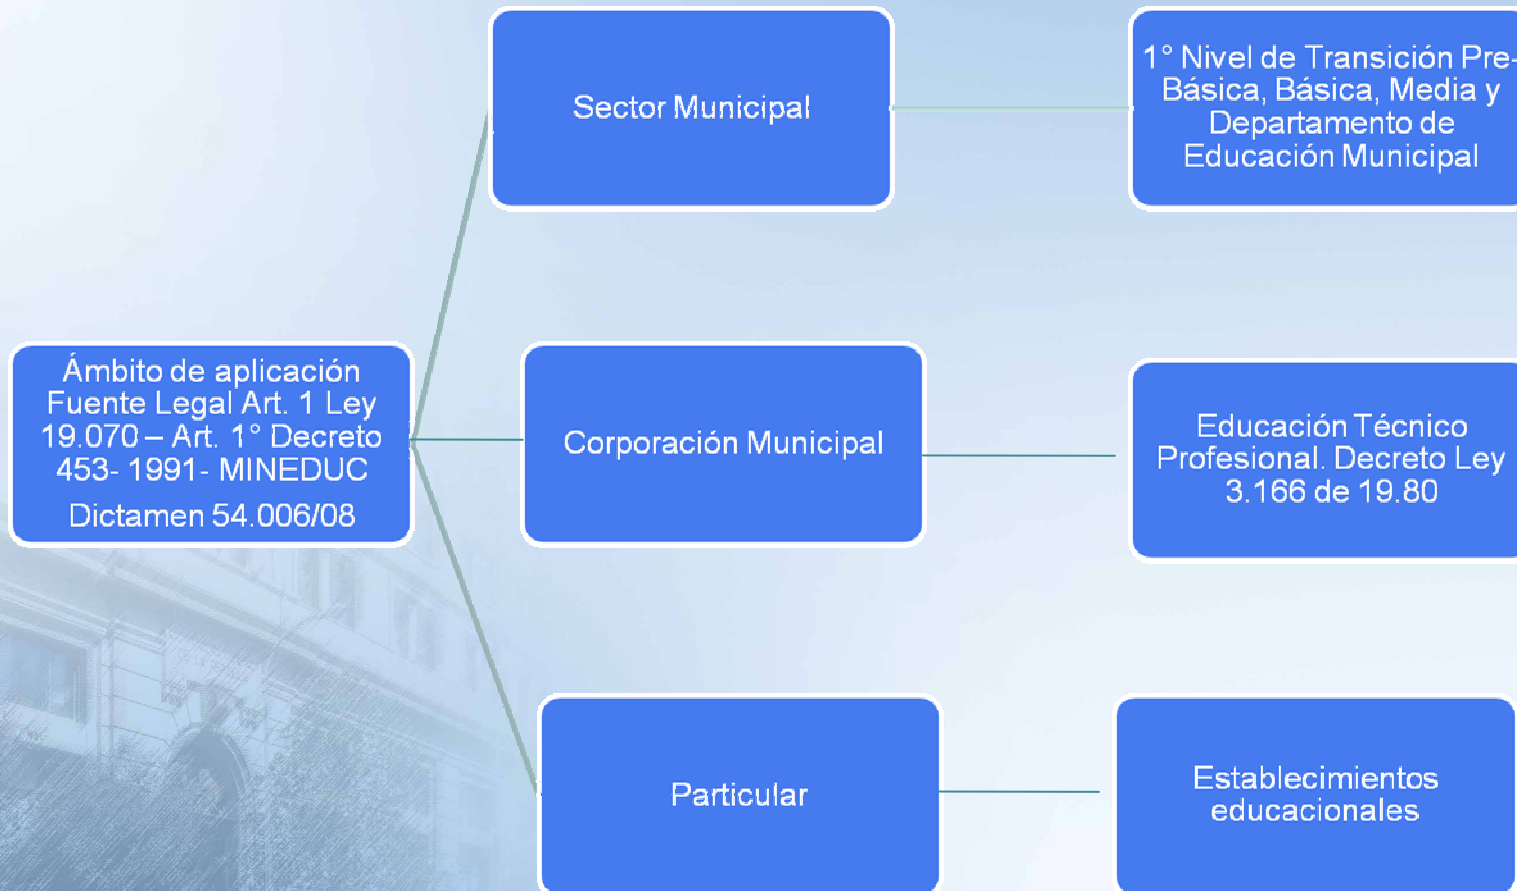 Ámbito de aplicación
Fuente Legal Art. 1 Ley
19.070 – Art. 1° Decreto
453- 1991- MINEDUC
Dictamen 54.006/08
Sector Municipal
1° Nivel de Transición Pre-
Básica, Básica, Media y
Departamento de
Educación Municipal
Corporación Municipal
Educación Técnico
Profesional. Decreto Ley
3.166 de 19.80
Particular
Establecimientos
educacionales